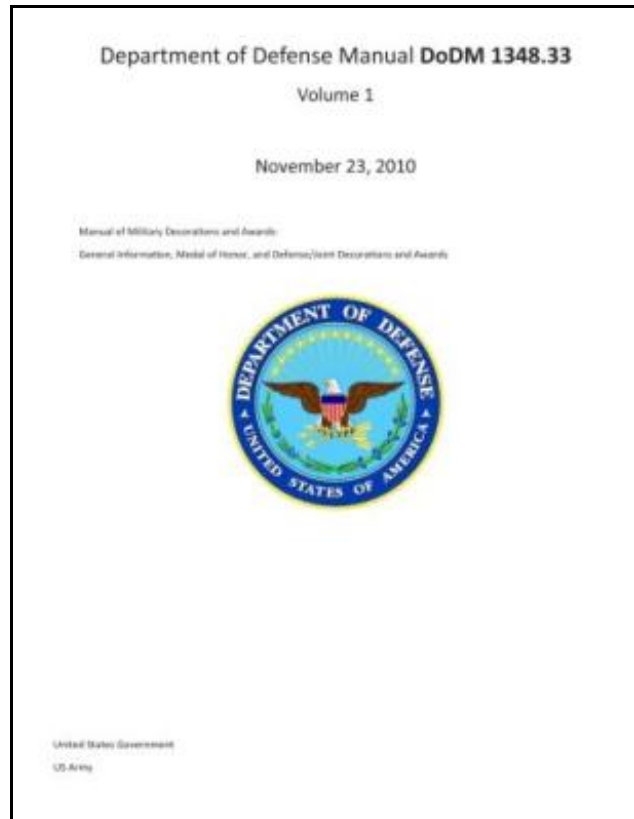 Department of Defense Manual DoDM 1348.33
Volume 1
November 23, 2010
Manual of Military Decorations and Awards:
General Information, Medal of Honor, and Defense/Joint Decorations and Awards
DEPARTMENT OF DEFENSE
UNITED STATES OF AMERICA
United States Government
US Army